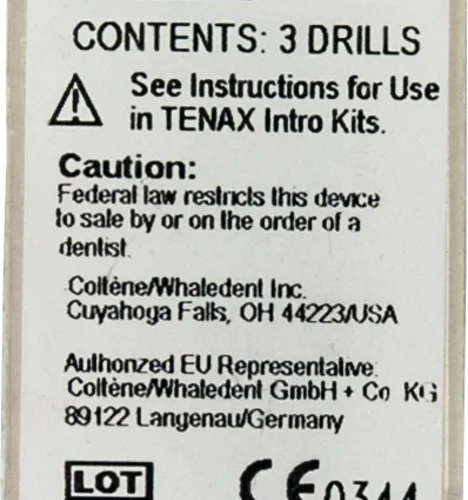 CONTENTS: 3 DRILLS
See Instructions for Use
in TENAX Intro Kits.
Caution:
Federal law restricts this device
to sale by or on the order of a
dentist.
Coltène/Whaledent Inc.
Cuyahoga Falls, OH 44223/USA
Authorized EU Representative:
Coltène/Whaledent GmbH + Co KG
89122 Langenau/Germany
LOT CE 0344